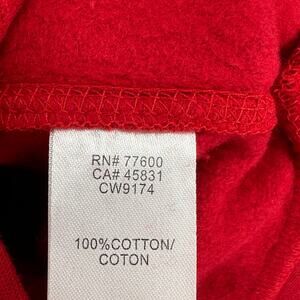 RN# 77600
CA# 45831
CW9174
100%COTTON/
COTON